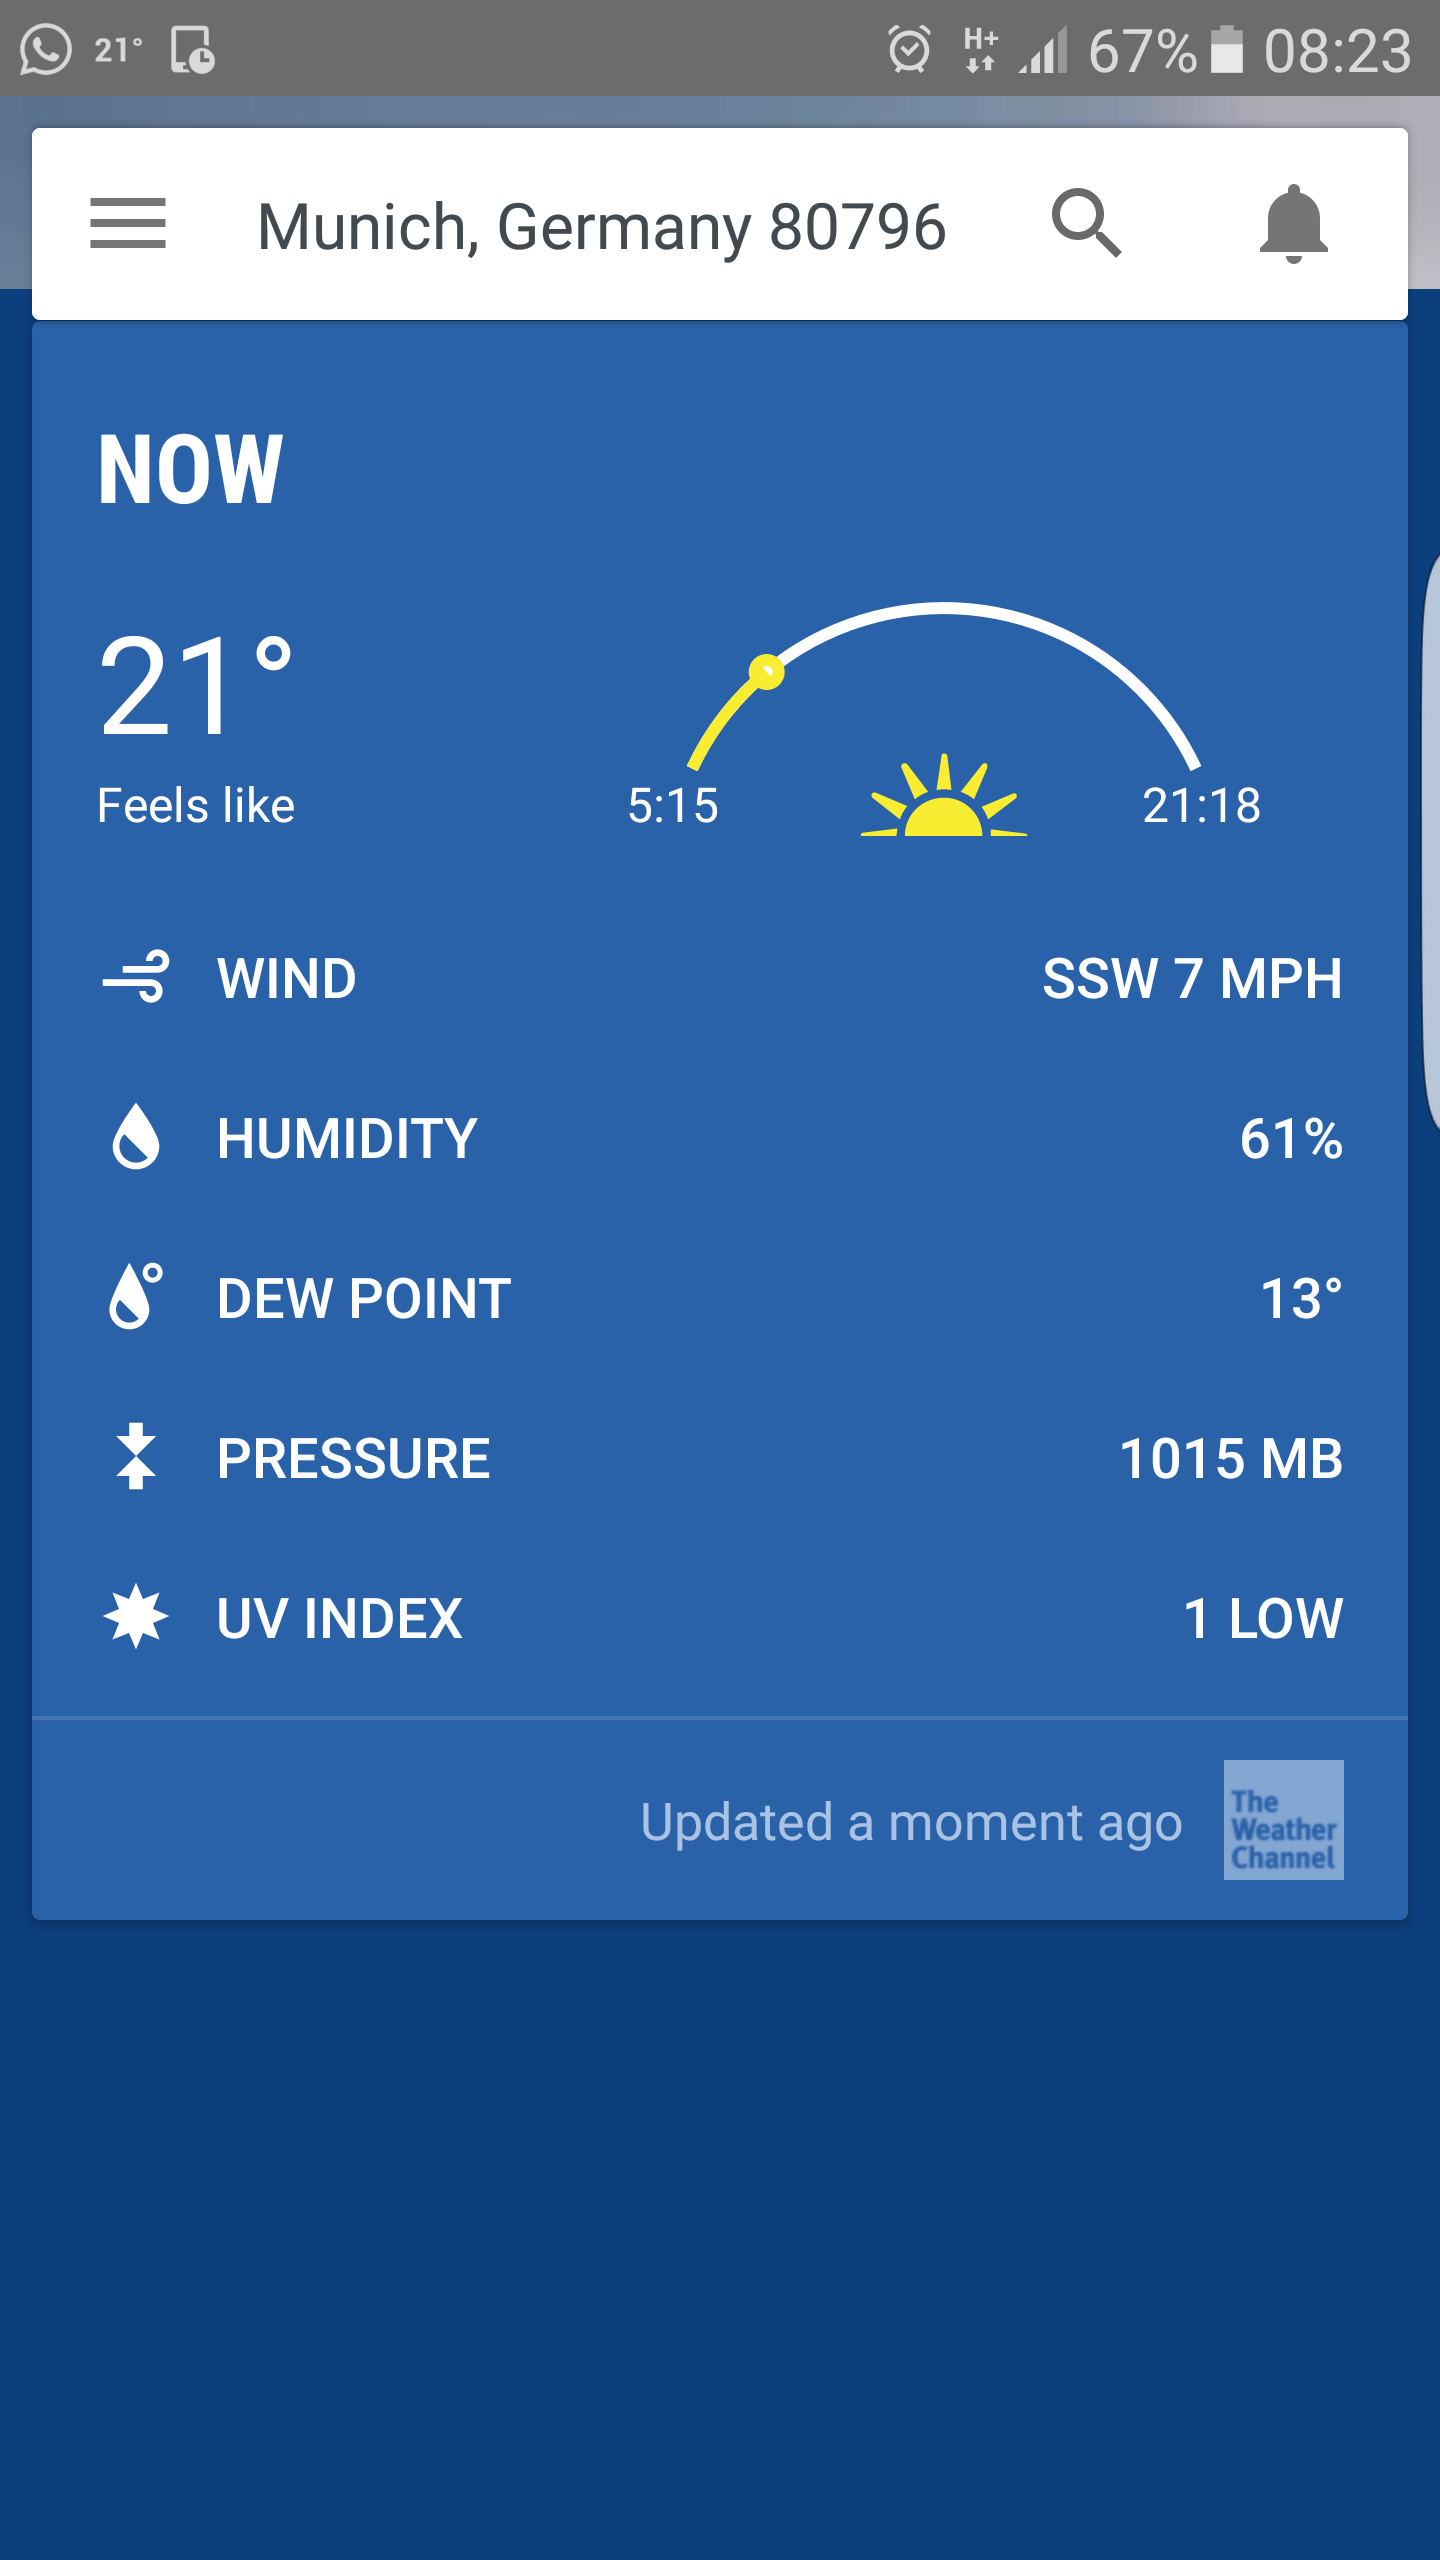 21° H+ 67% 08:23
Munich, Germany 80796
NOW
21°
Feels like
5:15 21:18
WIND SSW 7 MPH
HUMIDITY 61%
DEW POINT 13°
PRESSURE 1015 MB
UV INDEX 1 LOW
Updated a moment ago
The
Weather
Channel